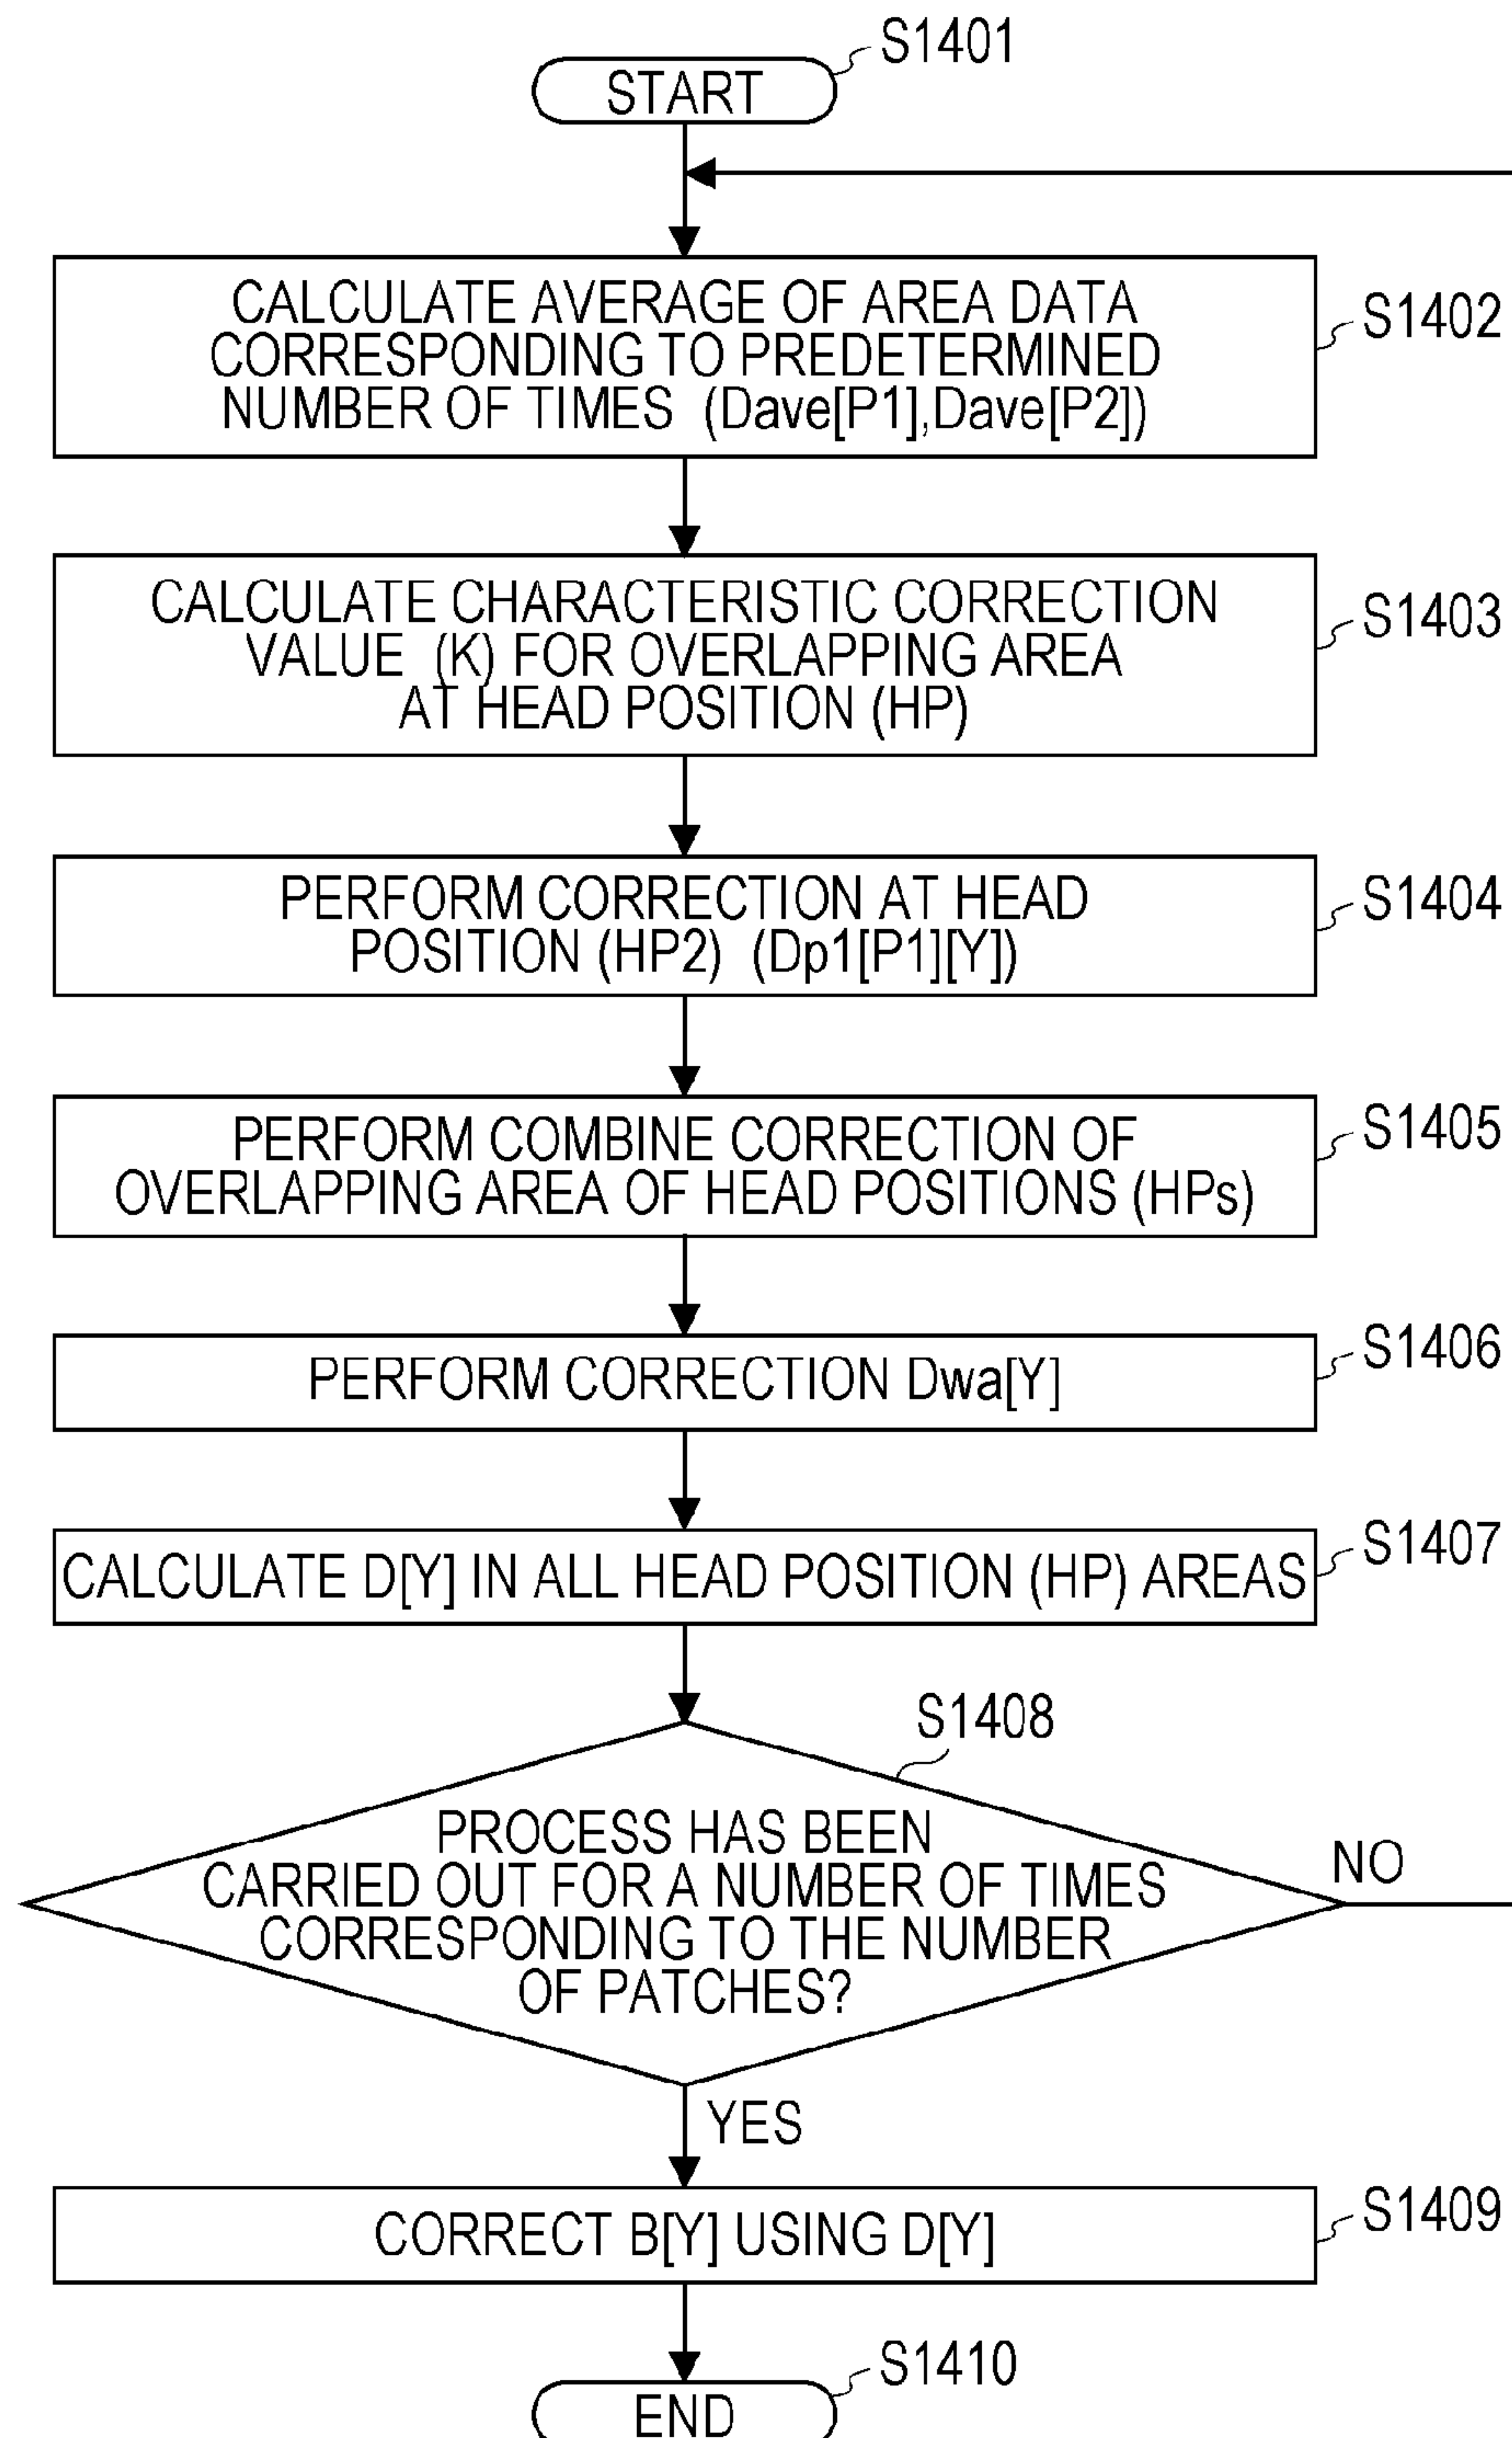 S1401
START
CALCULATE AVERAGE OF AREA DATA
CORRESPONDING TO PREDETERMINED
NUMBER OF TIMES (Dave[P1],Dave[P2])
S1402
CALCULATE CHARACTERISTIC CORRECTION
VALUE (K) FOR OVERLAPPING AREA
AT HEAD POSITION (HP)
S1403
PERFORM CORRECTION AT HEAD
POSITION (HP2) (Dp1[P1][Y])
S1404
PERFORM COMBINE CORRECTION OF
OVERLAPPING AREA OF HEAD POSITIONS (HPs)
S1405
PERFORM CORRECTION Dwa[Y]
S1406
CALCULATE D[Y] IN ALL HEAD POSITION (HP) AREAS
S1407
S1408
PROCESS HAS BEEN
CARRIED OUT FOR A NUMBER OF TIMES
CORRESPONDING TO THE NUMBER
OF PATCHES?
NO
YES
CORRECT B[Y] USING D[Y]
S1409
S1410
END